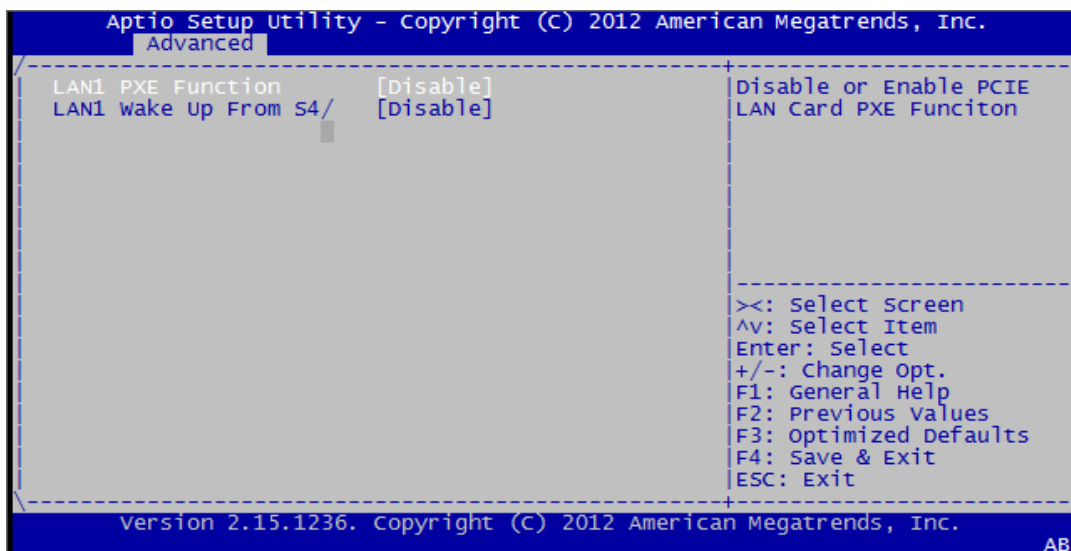 Aptio Setup Utility - Copyright (C) 2012 American Megatrends, Inc.
Advanced
LAN1 PXE Function [Disable]
LAN1 Wake Up From S4/ [Disable]
Disable or Enable PCIE
LAN Card PXE Funciton
><: Select Screen
^v: Select Item
Enter: Select
+/-: Change Opt.
F1: General Help
F2: Previous Values
F3: Optimized Defaults
F4: Save & Exit
ESC: Exit
Version 2.15.1236. Copyright (C) 2012 American Megatrends, Inc.
AB